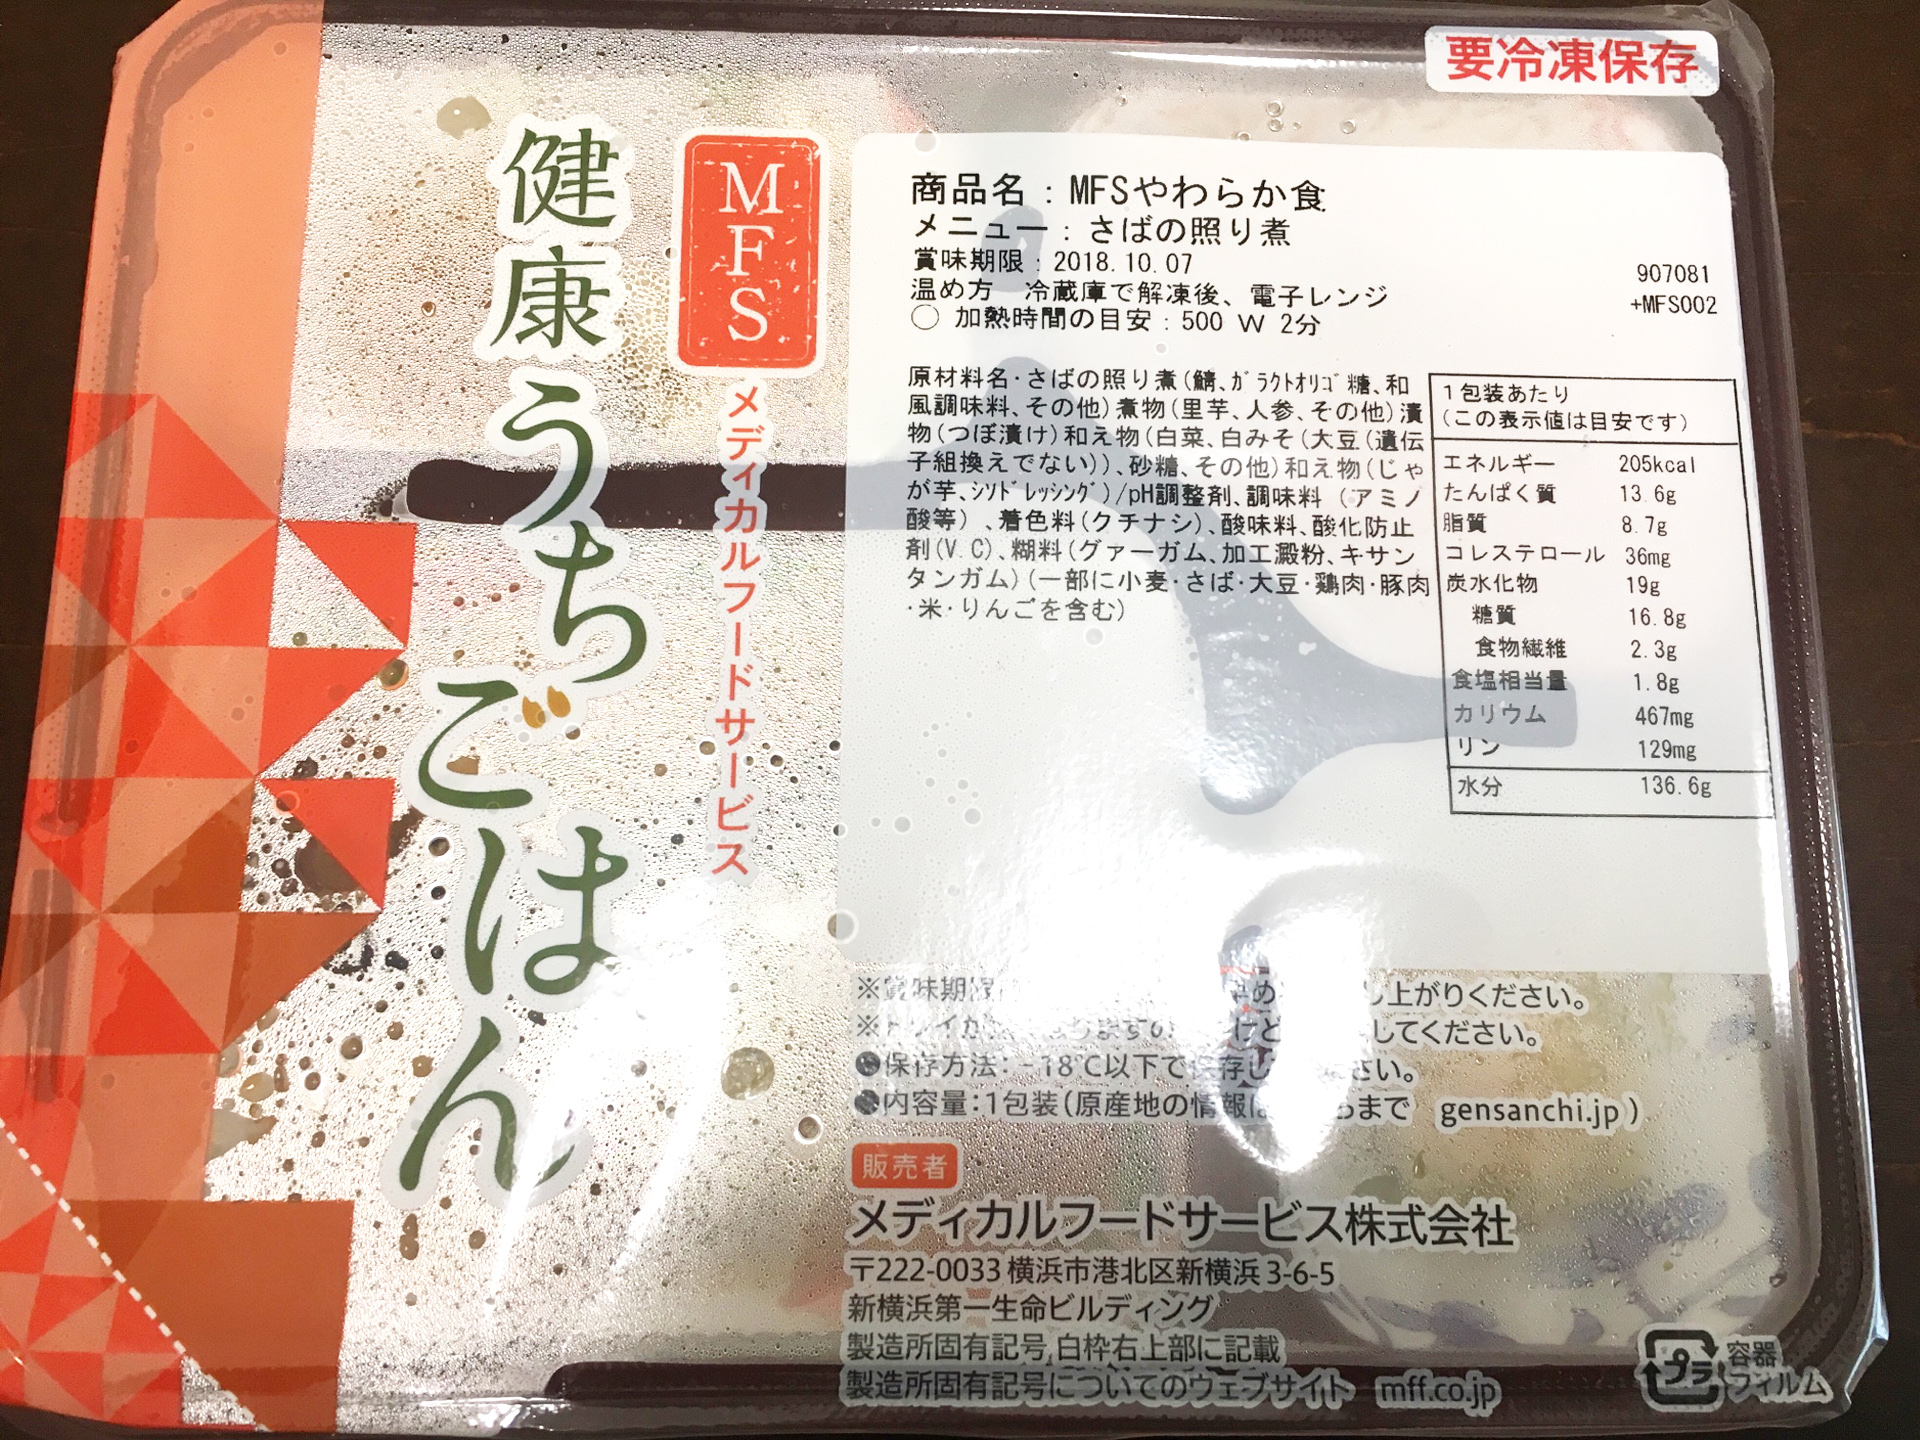 要冷凍保存
健康うちごはん
MFS
メディカルフードサービス
商品名：MFSやわらか食
メニュー：さばの照り煮
賞味期限：2018.10.07
温め方　冷蔵庫で解凍後、電子レンジ
○ 加熱時間の目安：500 W 2分
907081
+MFS002
原材料名・さばの照り煮(鯖､ｶﾞﾗｸﾄｵﾘｺﾞ糖､和
風調味料､その他)煮物(里芋､人参､その他)漬
物(つぼ漬け)和え物(白菜､白みそ(大豆(遺伝
子組換えでない))､砂糖､その他)和え物(じゃ
が芋､ｼｿﾄﾞﾚｯｼﾝｸﾞ)/pH調整剤､調味料（アミノ
酸等）､着色料(クチナシ)､酸味料､酸化防止
剤(V.C)､糊料(グァーガム､加工澱粉､キサン
タンガム)(一部に小麦・さば・大豆・鶏肉・豚肉
・米・りんごを含む)
1包装あたり
(この表示値は目安です)
エネルギー 205kcal
たんぱく質 13.6g
脂質 8.7g
コレステロール 36mg
炭水化物 19g
糖質 16.8g
食物繊維 2.3g
食塩相当量 1.8g
カリウム 467mg
リン 129mg
水分 136.6g
※賞味期限 し上がりください。
※ してください。
●保存方法：-18℃以下で保存し さい。
●内容量：1包装(原産地の情報は まで gensanchi.jp)
販売者
メディカルフードサービス株式会社
〒222-0033 横浜市港北区新横浜 3-6-5
新横浜第一生命ビルディング
製造所固有記号 白枠右上部に記載
製造所固有記号についてのウェブサイト mff.co.jp
プラ
容器
フィルム